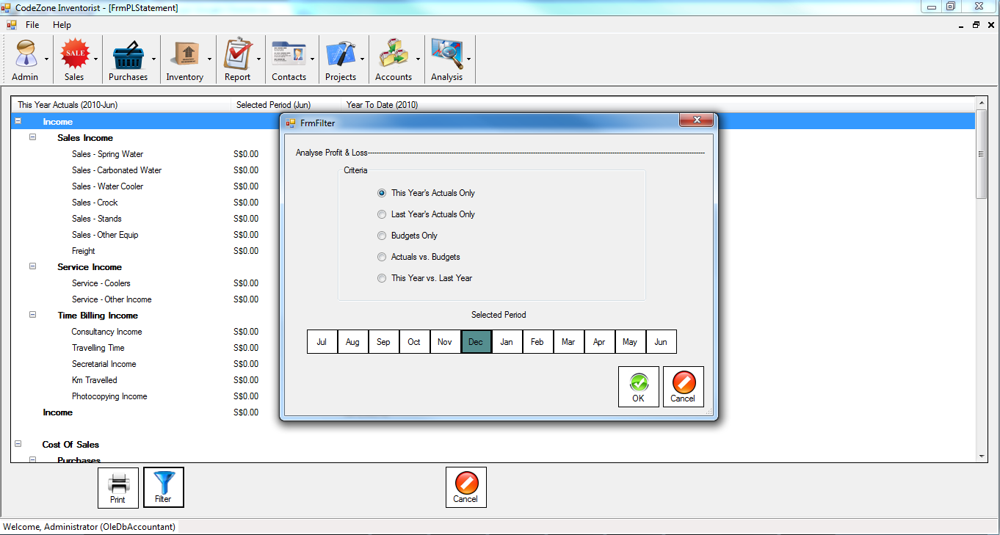 CodeZone Inventorist - [FrmPLStatement]
File Help
SALE
Admin Sales Purchases Inventory Report Contacts Projects Accounts Analysis
This Year Actuals (2010-Jun) Selected Period (Jun) Year To Date (2010)
Income
Sales Income
Sales - Spring Water S$0.00
Sales - Carbonated Water S$0.00
Sales - Water Cooler S$0.00
Sales - Crock S$0.00
Sales - Stands S$0.00
Sales - Other Equip S$0.00
Freight S$0.00
Service Income
Service - Coolers S$0.00
Service - Other Income S$0.00
Time Billing Income
Consultancy Income S$0.00
Travelling Time S$0.00
Secretarial Income S$0.00
Km Travelled S$0.00
Photocopying Income S$0.00
Income S$0.00
Cost Of Sales
Purchases
FrmFilter
Analyse Profit & Loss
Criteria
This Year's Actuals Only
Last Year's Actuals Only
Budgets Only
Actuals vs. Budgets
This Year vs. Last Year
Selected Period
Jul Aug Sep Oct Nov Dec Jan Feb Mar Apr May Jun
OK Cancel
Print Filter Cancel
Welcome, Administrator (OleDbAccountant)